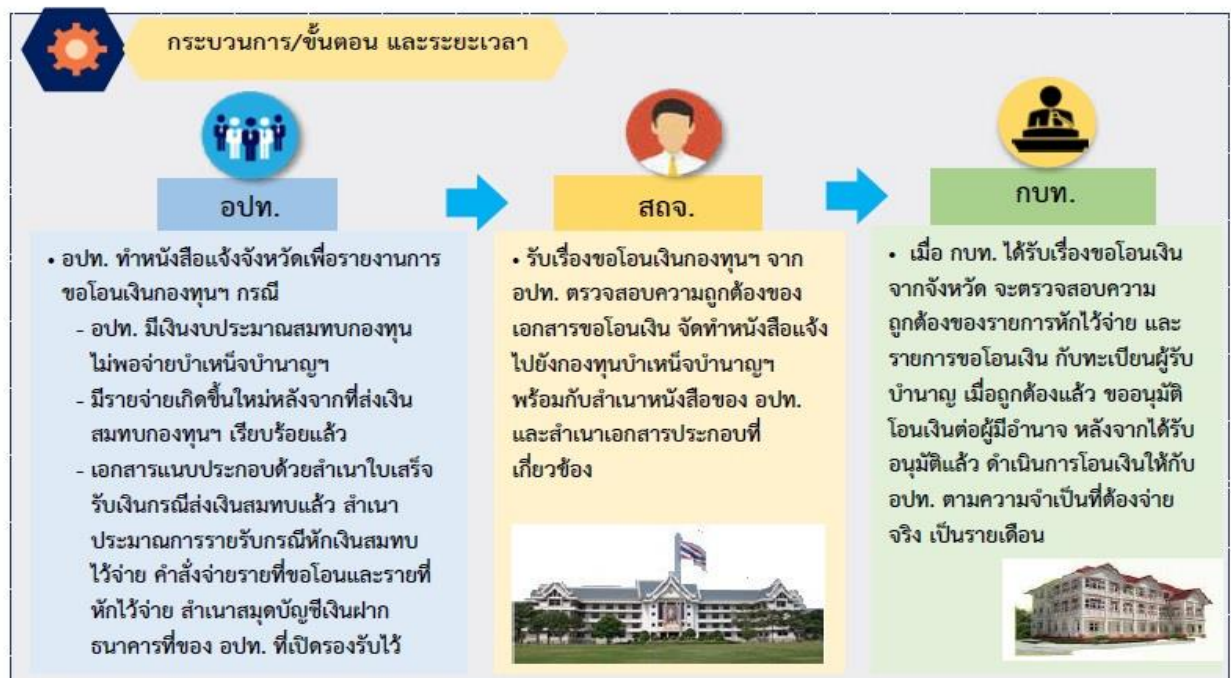 กระบวนการ/ขั้นตอน และระยะเวลา
อปท.
• อปท. ทำหนังสือแจ้งจังหวัดเพื่อรายงานการ
ขอโอนเงินกองทุนฯ กรณี
- อปท. มีเงินงบประมาณสมทบกองทุน
ไม่พอจ่ายบำเหน็จบำนาญฯ
- มีรายจ่ายเกิดขึ้นใหม่หลังจากที่ส่งเงิน
สมทบกองทุนฯ เรียบร้อยแล้ว
- เอกสารแนบประกอบด้วยสำเนาใบเสร็จ
รับเงินกรณีส่งเงินสมทบแล้ว สำเนา
ประมาณการรายรับกรณีหักเงินสมทบ
ไว้จ่าย คำสั่งจ่ายรายที่ขอโอนและรายที่
หักไว้จ่าย สำเนาสมุดบัญชีเงินฝาก
ธนาคารที่ของ อปท. ที่เปิดรองรับไว้
สถจ.
• รับเรื่องขอโอนเงินกองทุนฯ จาก
อปท. ตรวจสอบความถูกต้องของ
เอกสารขอโอนเงิน จัดทำหนังสือแจ้ง
ไปยังกองทุนบำเหน็จบำนาญฯ
พร้อมกับสำเนาหนังสือของ อปท.
และสำเนาเอกสารประกอบที่
เกี่ยวข้อง
กบท.
• เมื่อ กบท. ได้รับเรื่องขอโอนเงิน
จากจังหวัด จะตรวจสอบความ
ถูกต้องของรายการหักไว้จ่าย และ
รายการขอโอนเงิน กับทะเบียนผู้รับ
บำนาญ เมื่อถูกต้องแล้ว ขออนุมัติ
โอนเงินต่อผู้มีอำนาจ หลังจากได้รับ
อนุมัติแล้ว ดำเนินการโอนเงินให้กับ
อปท. ตามความจำเป็นที่ต้องจ่าย
จริง เป็นรายเดือน